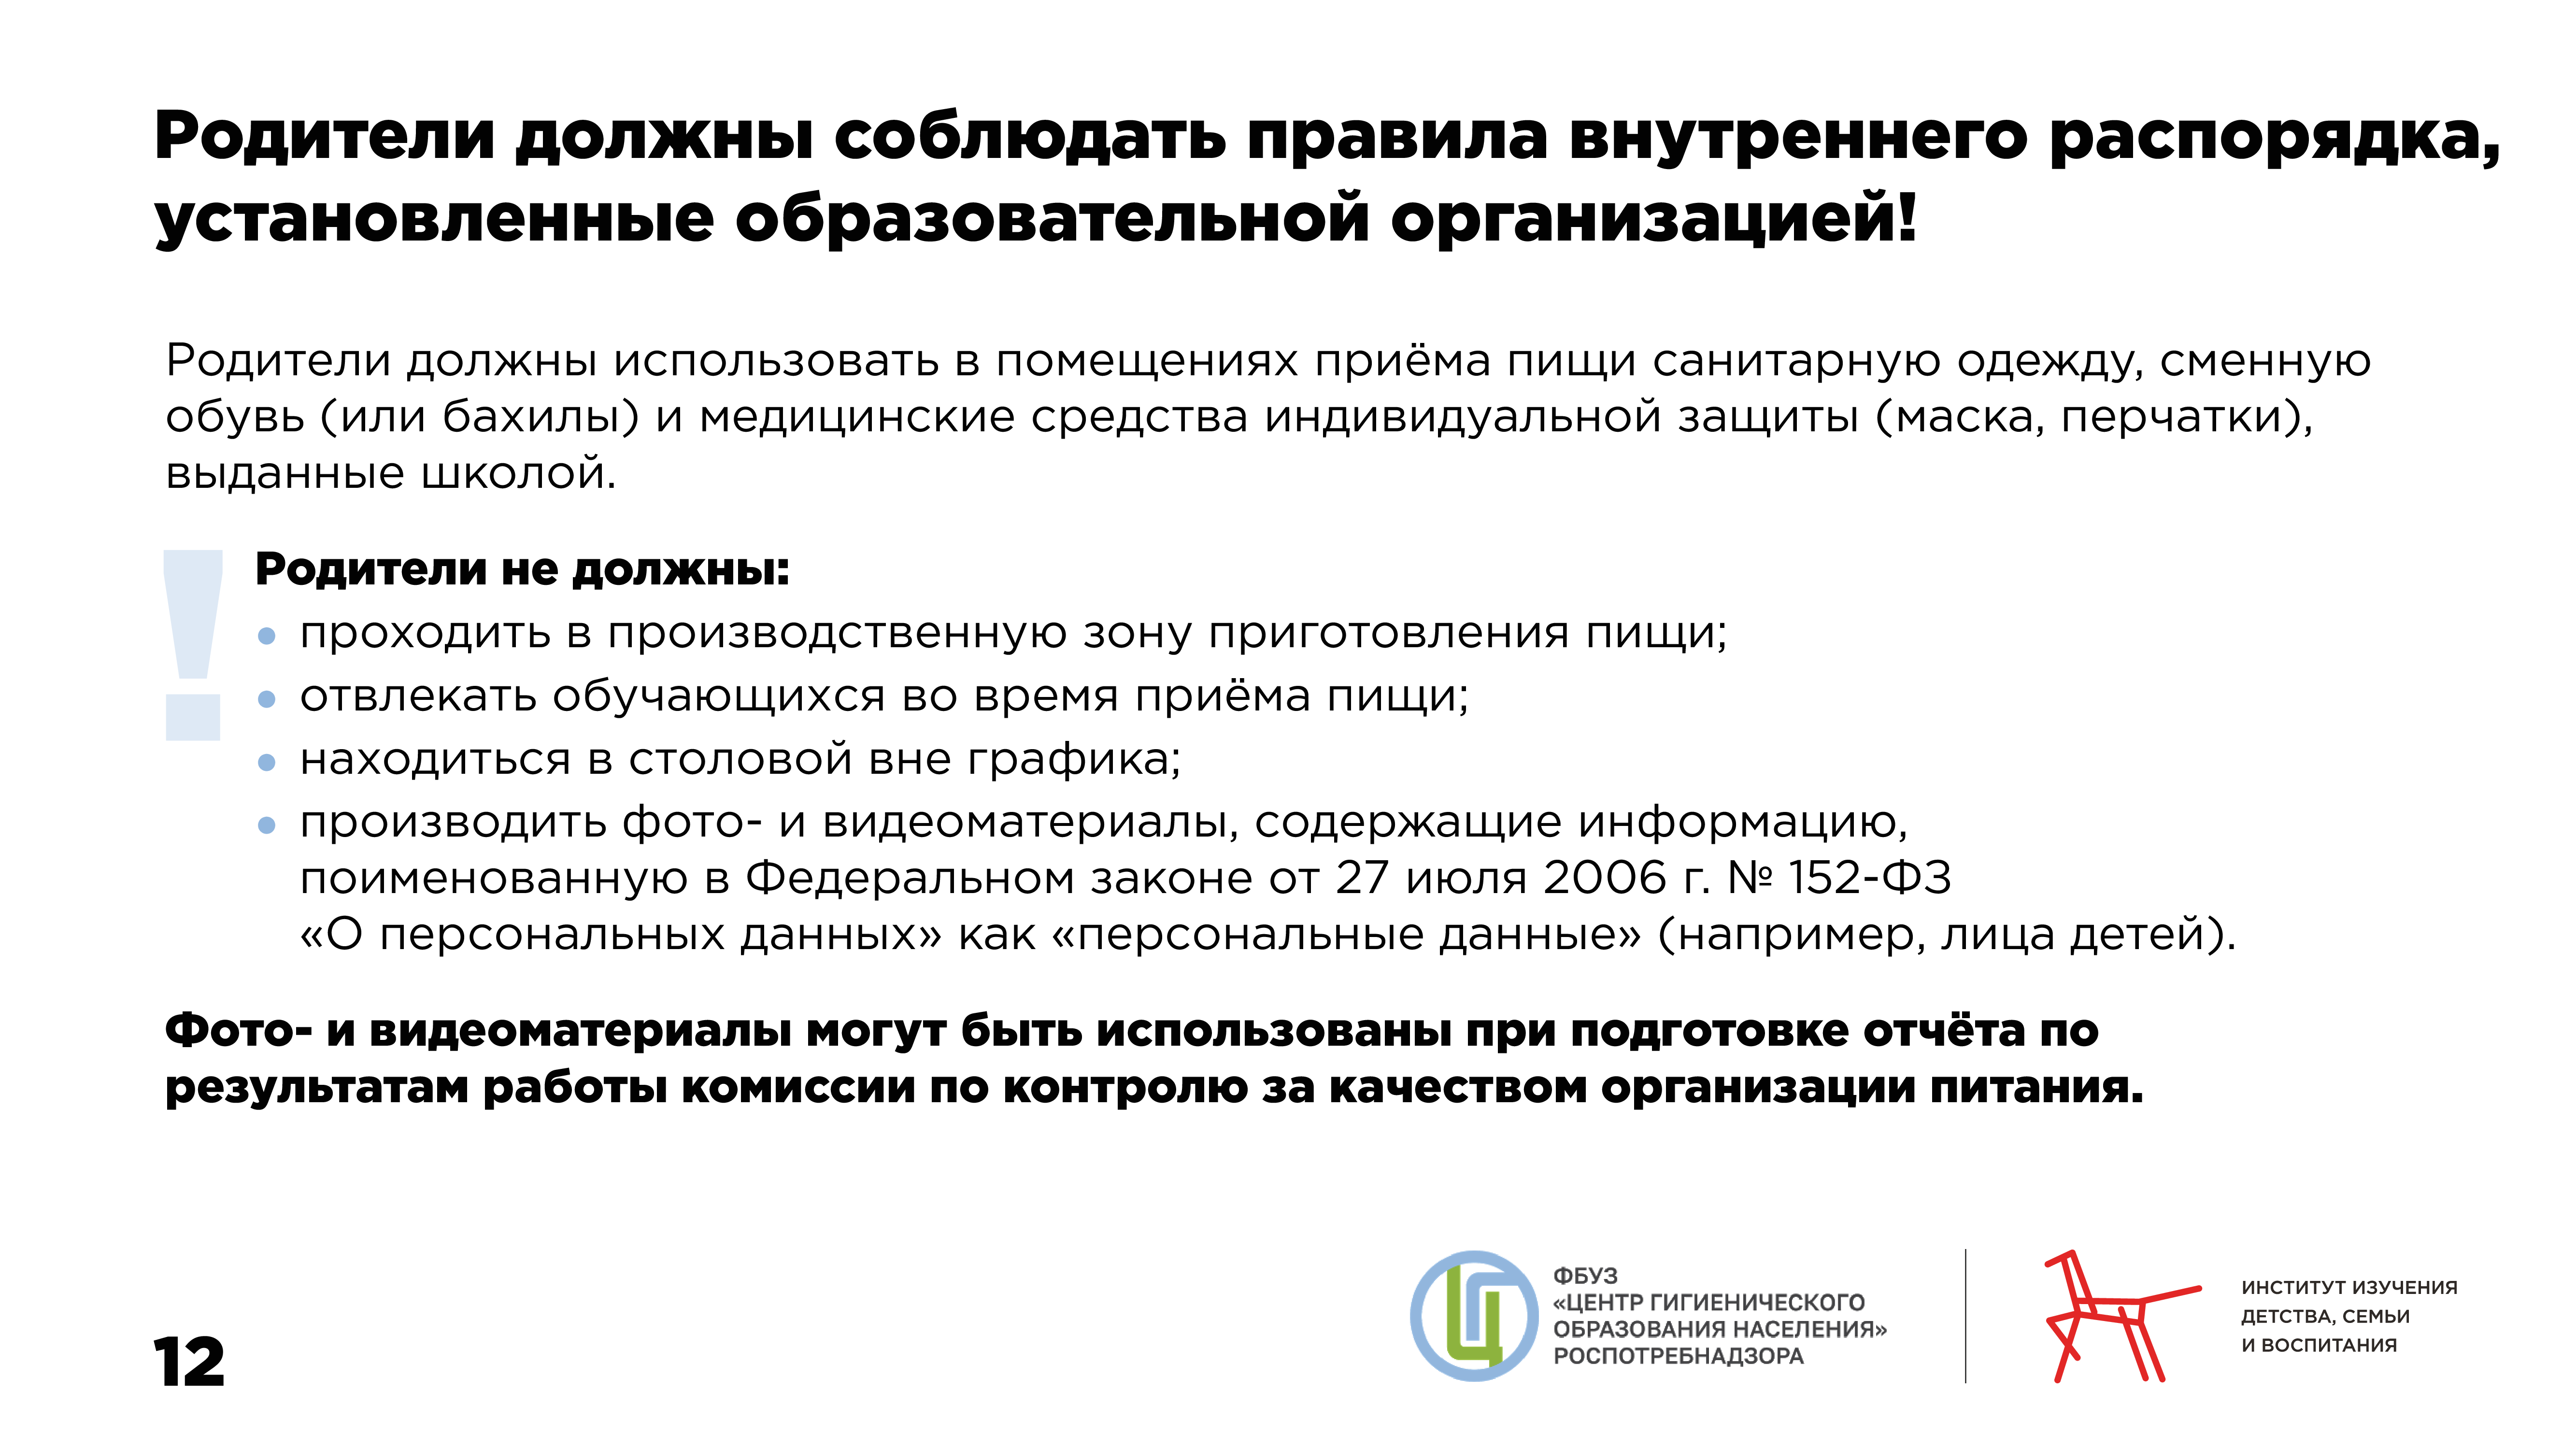 Родители должны соблюдать правила внутреннего распорядка,
установленные образовательной организацией!
Родители должны использовать в помещениях приёма пищи санитарную одежду, сменную
обувь (или бахилы) и медицинские средства индивидуальной защиты (маска, перчатки),
выданные школой.
!
Родители не должны:
• проходить в производственную зону приготовления пищи;
• отвлекать обучающихся во время приёма пищи;
• находиться в столовой вне графика;
• производить фото- и видеоматериалы, содержащие информацию,
поименованную в Федеральном законе от 27 июля 2006 г. № 152-ФЗ
«О персональных данных» как «персональные данные» (например, лица детей).
Фото- и видеоматериалы могут быть использованы при подготовке отчёта по
результатам работы комиссии по контролю за качеством организации питания.
12
ФБУЗ
«ЦЕНТР ГИГИЕНИЧЕСКОГО
ОБРАЗОВАНИЯ НАСЕЛЕНИЯ»
РОСПОТРЕБНАДЗОРА
ИНСТИТУТ ИЗУЧЕНИЯ
ДЕТСТВА, СЕМЬИ
И ВОСПИТАНИЯ